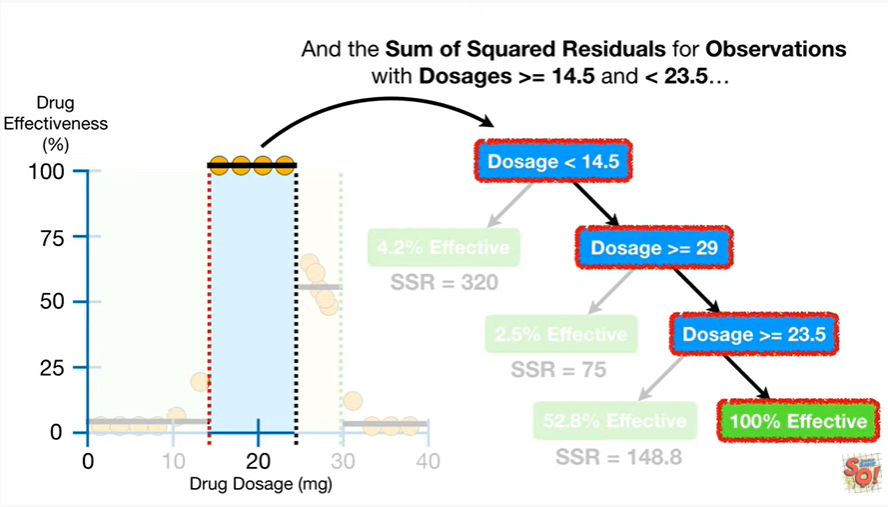 And the Sum of Squared Residuals for Observations
with Dosages >= 14.5 and < 23.5…
Drug
Effectiveness
(%)
100
75
50
25
0
0
10
20
30
40
Drug Dosage (mg)
Dosage < 14.5
4.2% Effective
SSR = 320
Dosage >= 29
2.5% Effective
SSR = 75
Dosage >= 23.5
52.8% Effective
SSR = 148.8
100% Effective
SQ!